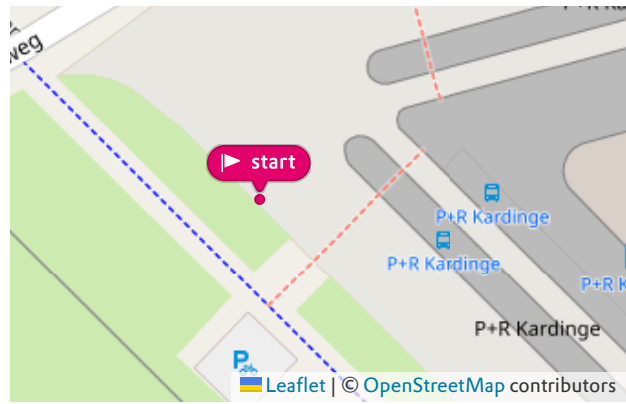 weg
start
P+R Kardinge
P+R Kardinge
P+R K
P+R Kardinge
P
Leaflet | © OpenStreetMap contributors